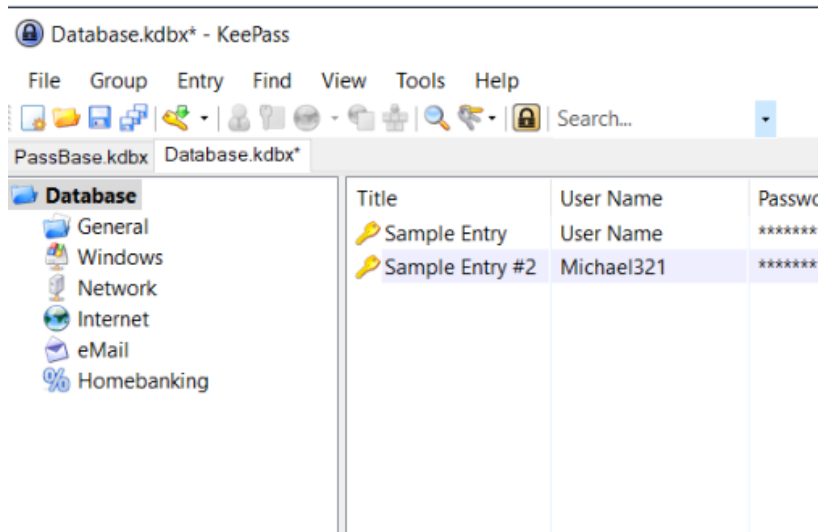 Database.kdbx* - KeePass
File Group Entry Find View Tools Help
Search...
PassBase.kdbx Database.kdbx*
Database
General
Windows
Network
Internet
eMail
Homebanking
Title User Name Passwo
Sample Entry User Name *******
Sample Entry #2 Michael321 *******